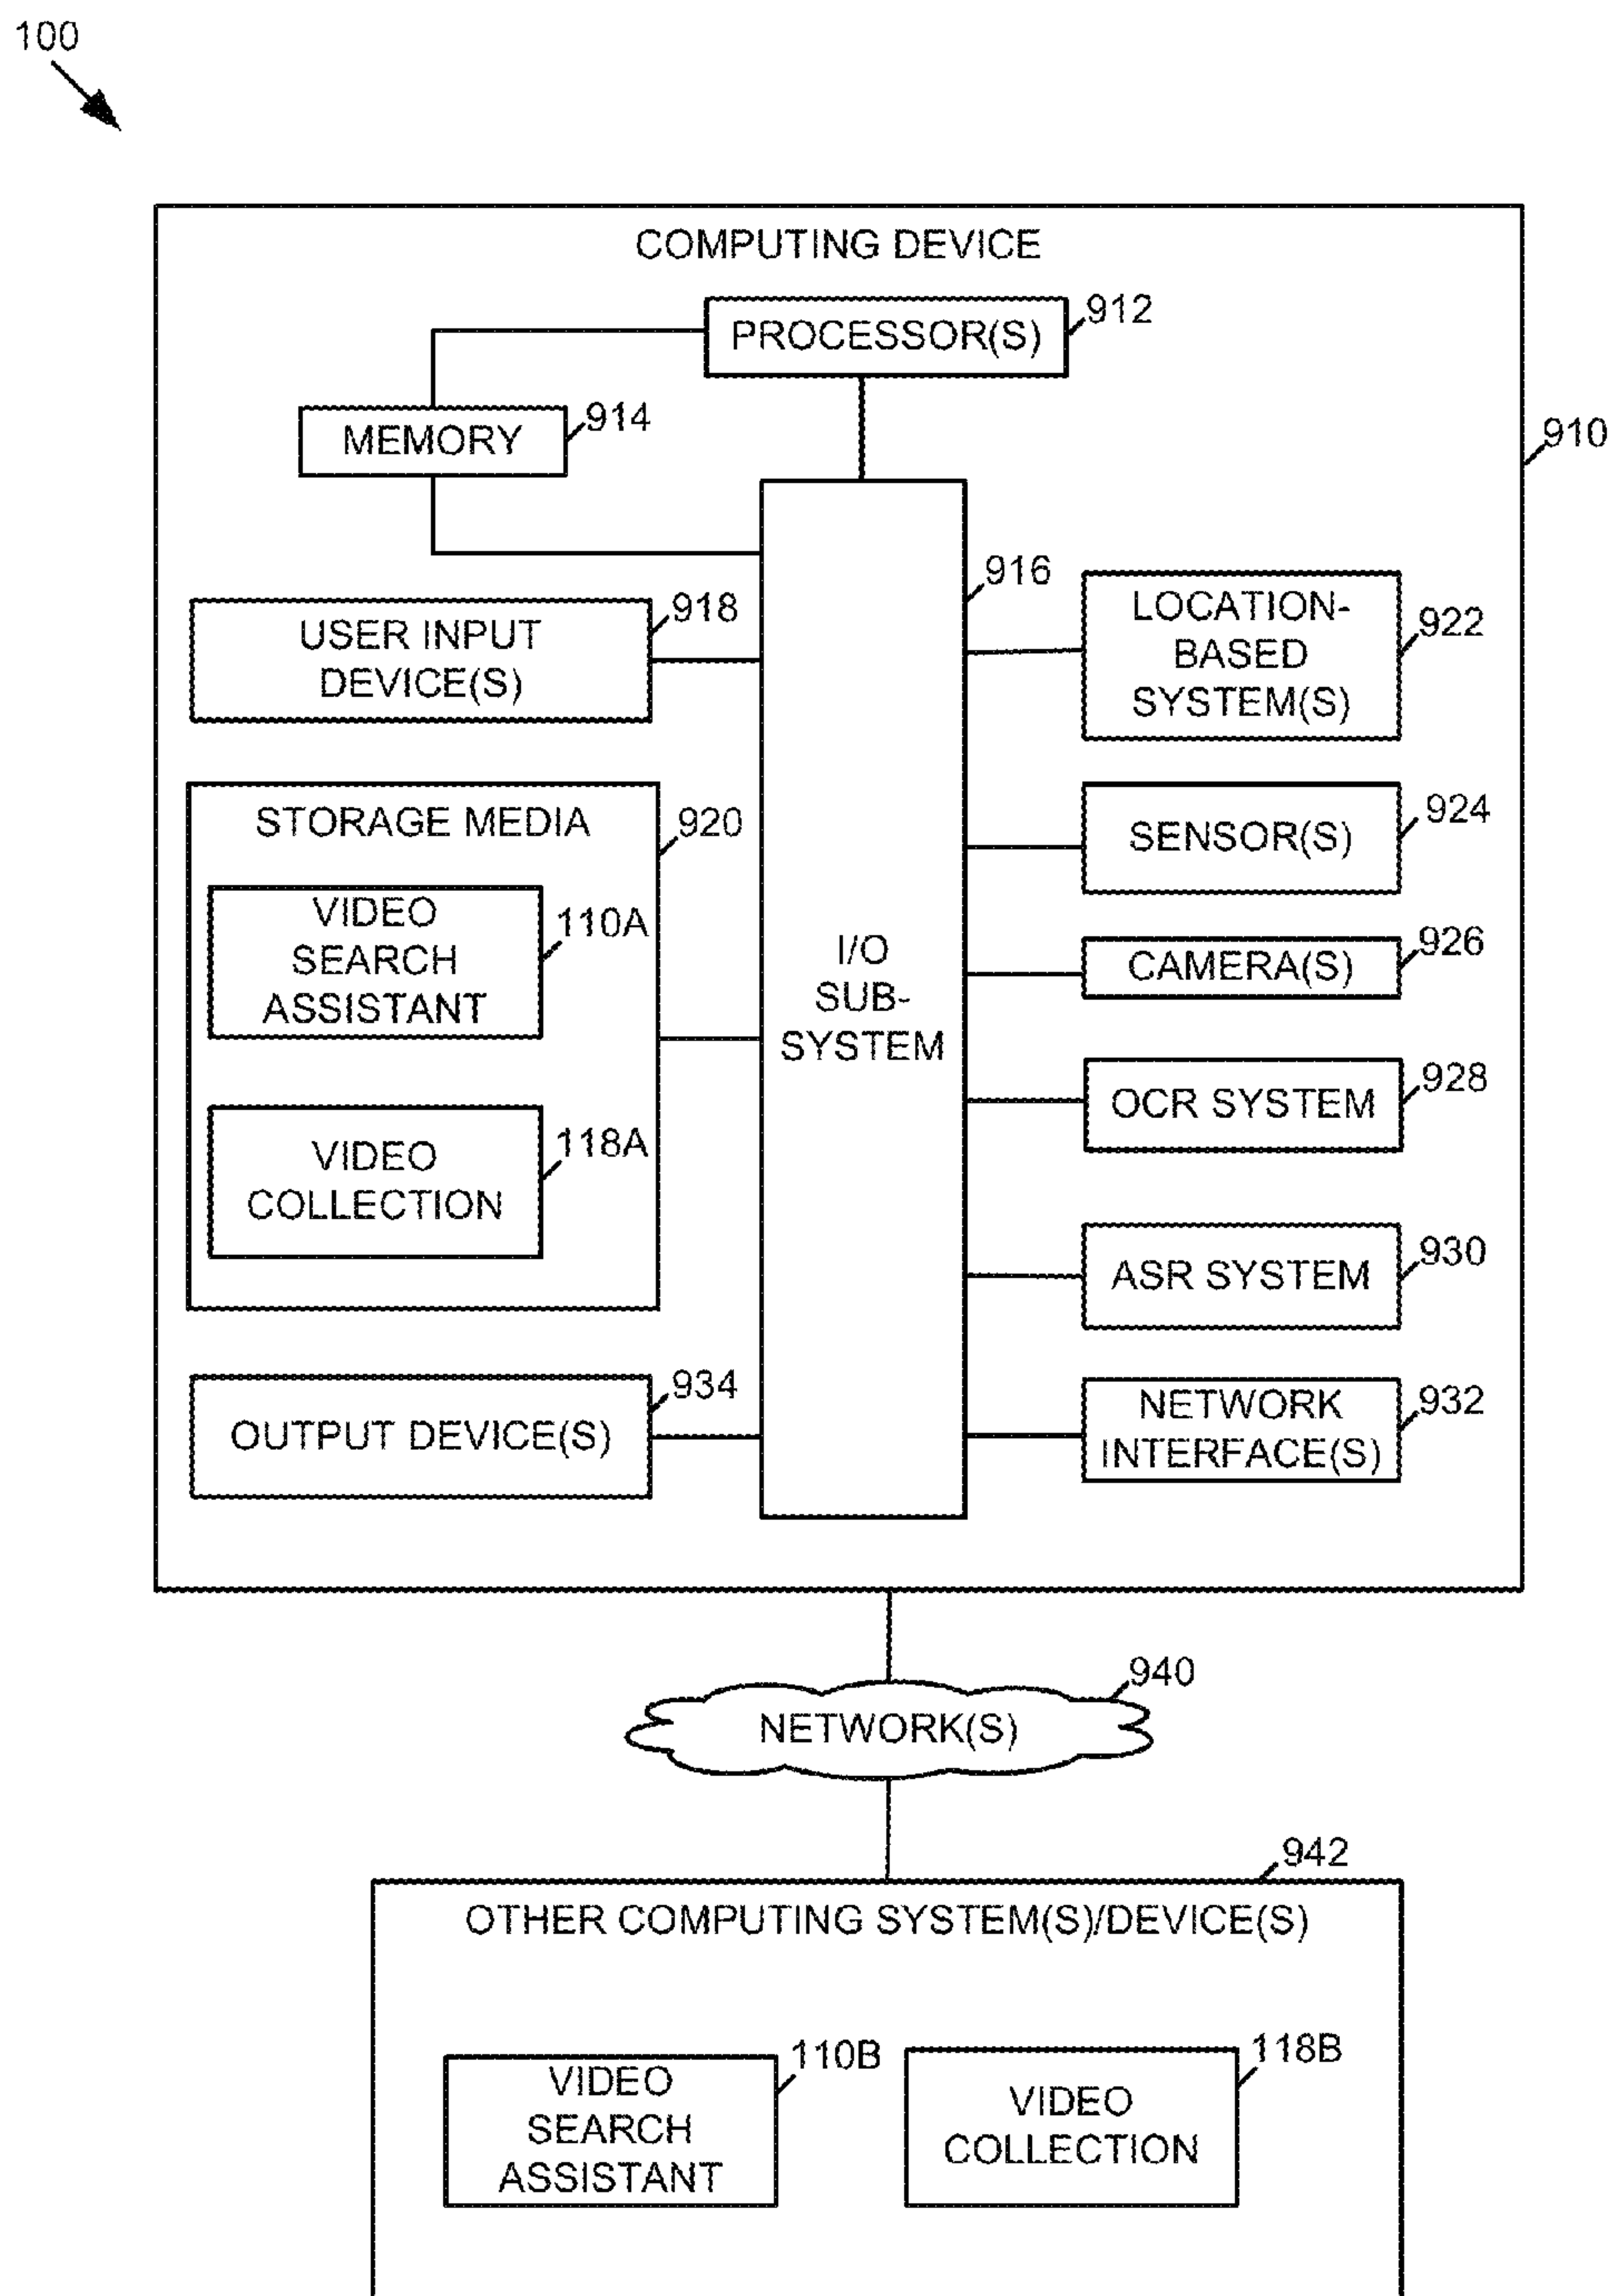 100
COMPUTING DEVICE
PROCESSOR(S)
912
MEMORY
914
910
916
USER INPUT
DEVICE(S)
918
LOCATION-
BASED
SYSTEM(S)
922
STORAGE MEDIA
920
SENSOR(S)
924
VIDEO
SEARCH
ASSISTANT
110A
I/O
SUB-
SYSTEM
CAMERA(S)
926
OCR SYSTEM
928
VIDEO
COLLECTION
118A
ASR SYSTEM
930
OUTPUT DEVICE(S)
934
NETWORK
INTERFACE(S)
932
NETWORK(S)
940
942
OTHER COMPUTING SYSTEM(S)/DEVICE(S)
VIDEO
SEARCH
ASSISTANT
110B
VIDEO
COLLECTION
118B